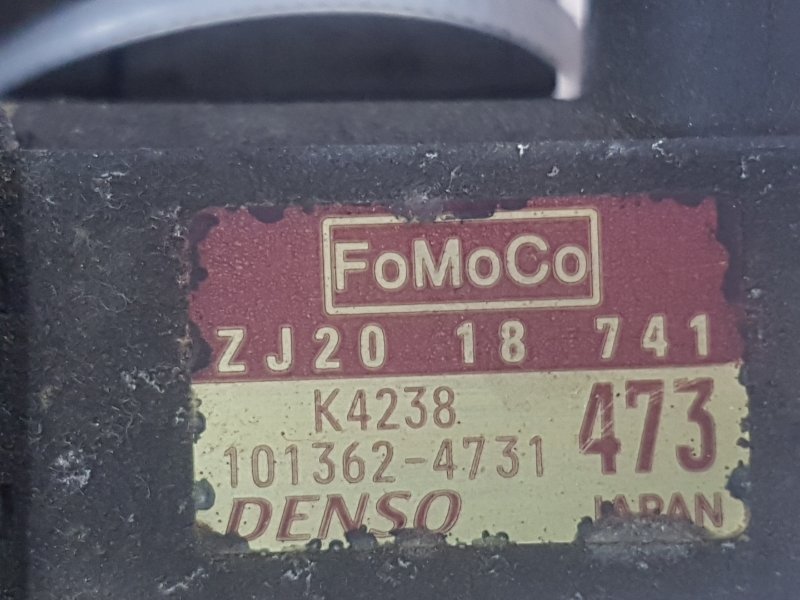 FoMoCo
ZJ20 18 741
K4238 473
101362-4731
DENSO JAPAN